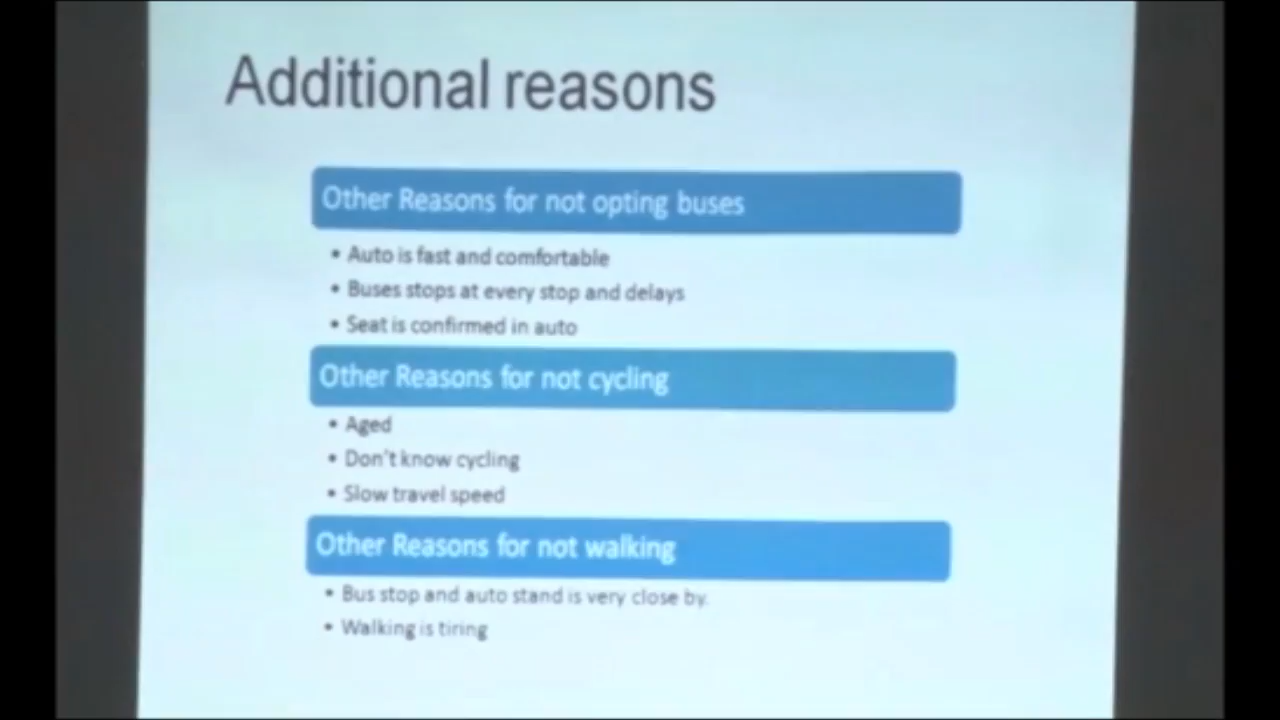 Additional reasons
Other Reasons for not opting buses
• Auto is fast and comfortable
• Buses stops at every stop and delays
• Seat is confirmed in auto
Other Reasons for not cycling
• Aged
• Don't know cycling
• Slow travel speed
Other Reasons for not walking
• Bus stop and auto stand is very close by.
• Walking is tiring